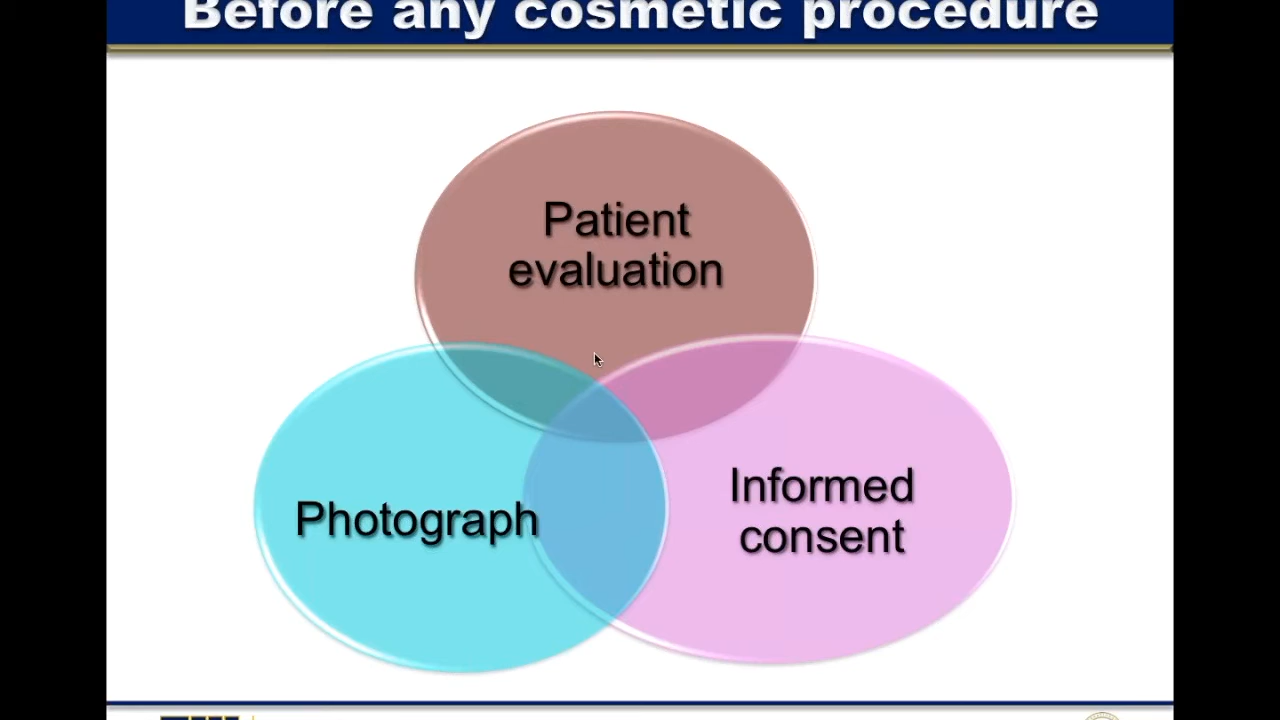 Before any cosmetic procedure
Patient
evaluation
Photograph
Informed
consent